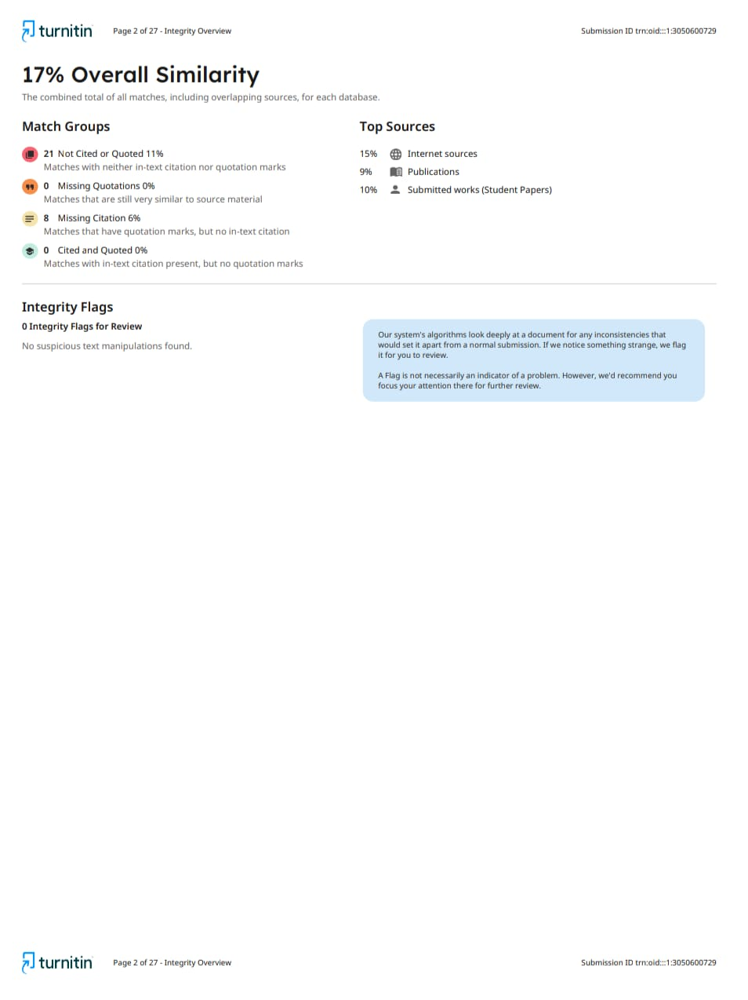 turnitin Page 2 of 27 - Integrity Overview Submission ID trn:oid:::1:3050600729
17% Overall Similarity
The combined total of all matches, including overlapping sources, for each database.
Match Groups
21 Not Cited or Quoted 11%
Matches with neither in-text citation nor quotation marks
0 Missing Quotations 0%
Matches that are still very similar to source material
8 Missing Citation 6%
Matches that have quotation marks, but no in-text citation
0 Cited and Quoted 0%
Matches with in-text citation present, but no quotation marks
Top Sources
15% Internet sources
9% Publications
10% Submitted works (Student Papers)
Integrity Flags
0 Integrity Flags for Review
No suspicious text manipulations found.
Our system's algorithms look deeply at a document for any inconsistencies that
would set it apart from a normal submission. If we notice something strange, we flag
it for you to review.
A Flag is not necessarily an indicator of a problem. However, we'd recommend you
focus your attention there for further review.
turnitin Page 2 of 27 - Integrity Overview Submission ID trn:oid:::1:3050600729